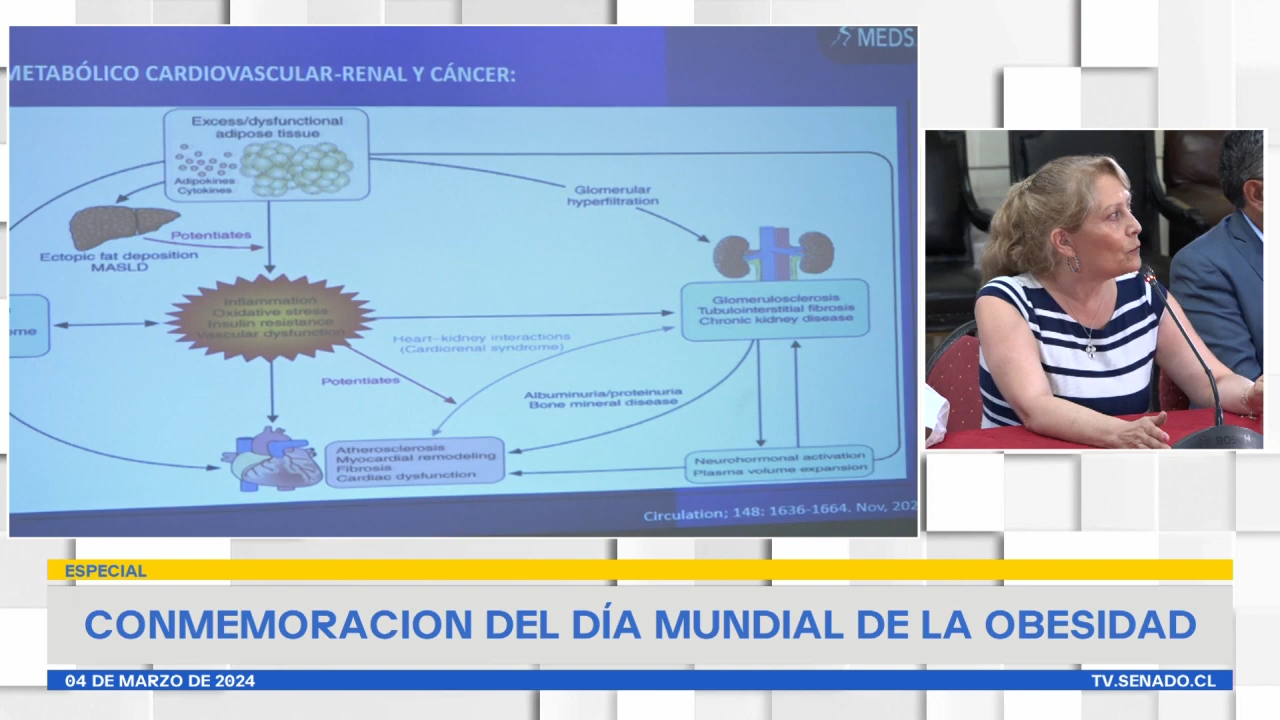 MEDS
METABÓLICO CARDIOVASCULAR-RENAL Y CÁNCER:
Excess/dysfunctional
adipose tissue
Adipokines
Cytokines
Glomerular
hyperfiltration
Potentiates
Ectopic fat deposition
MASLD
Inflammation
Oxidative stress
Insulin resistance
Vascular dysfunction
Glomerulosclerosis
Tubulointerstitial fibrosis
Chronic kidney disease
Heart–kidney interactions
(Cardiorenal syndrome)
Potentiates
Albuminuria/proteinuria
Bone mineral disease
Atherosclerosis
Myocardial remodeling
Fibrosis
Cardiac dysfunction
Neurohormonal activation
Plasma volume expansion
Circulation; 148: 1636-1664. Nov, 202
ESPECIAL
CONMEMORACION DEL DÍA MUNDIAL DE LA OBESIDAD
04 DE MARZO DE 2024
TV.SENADO.CL